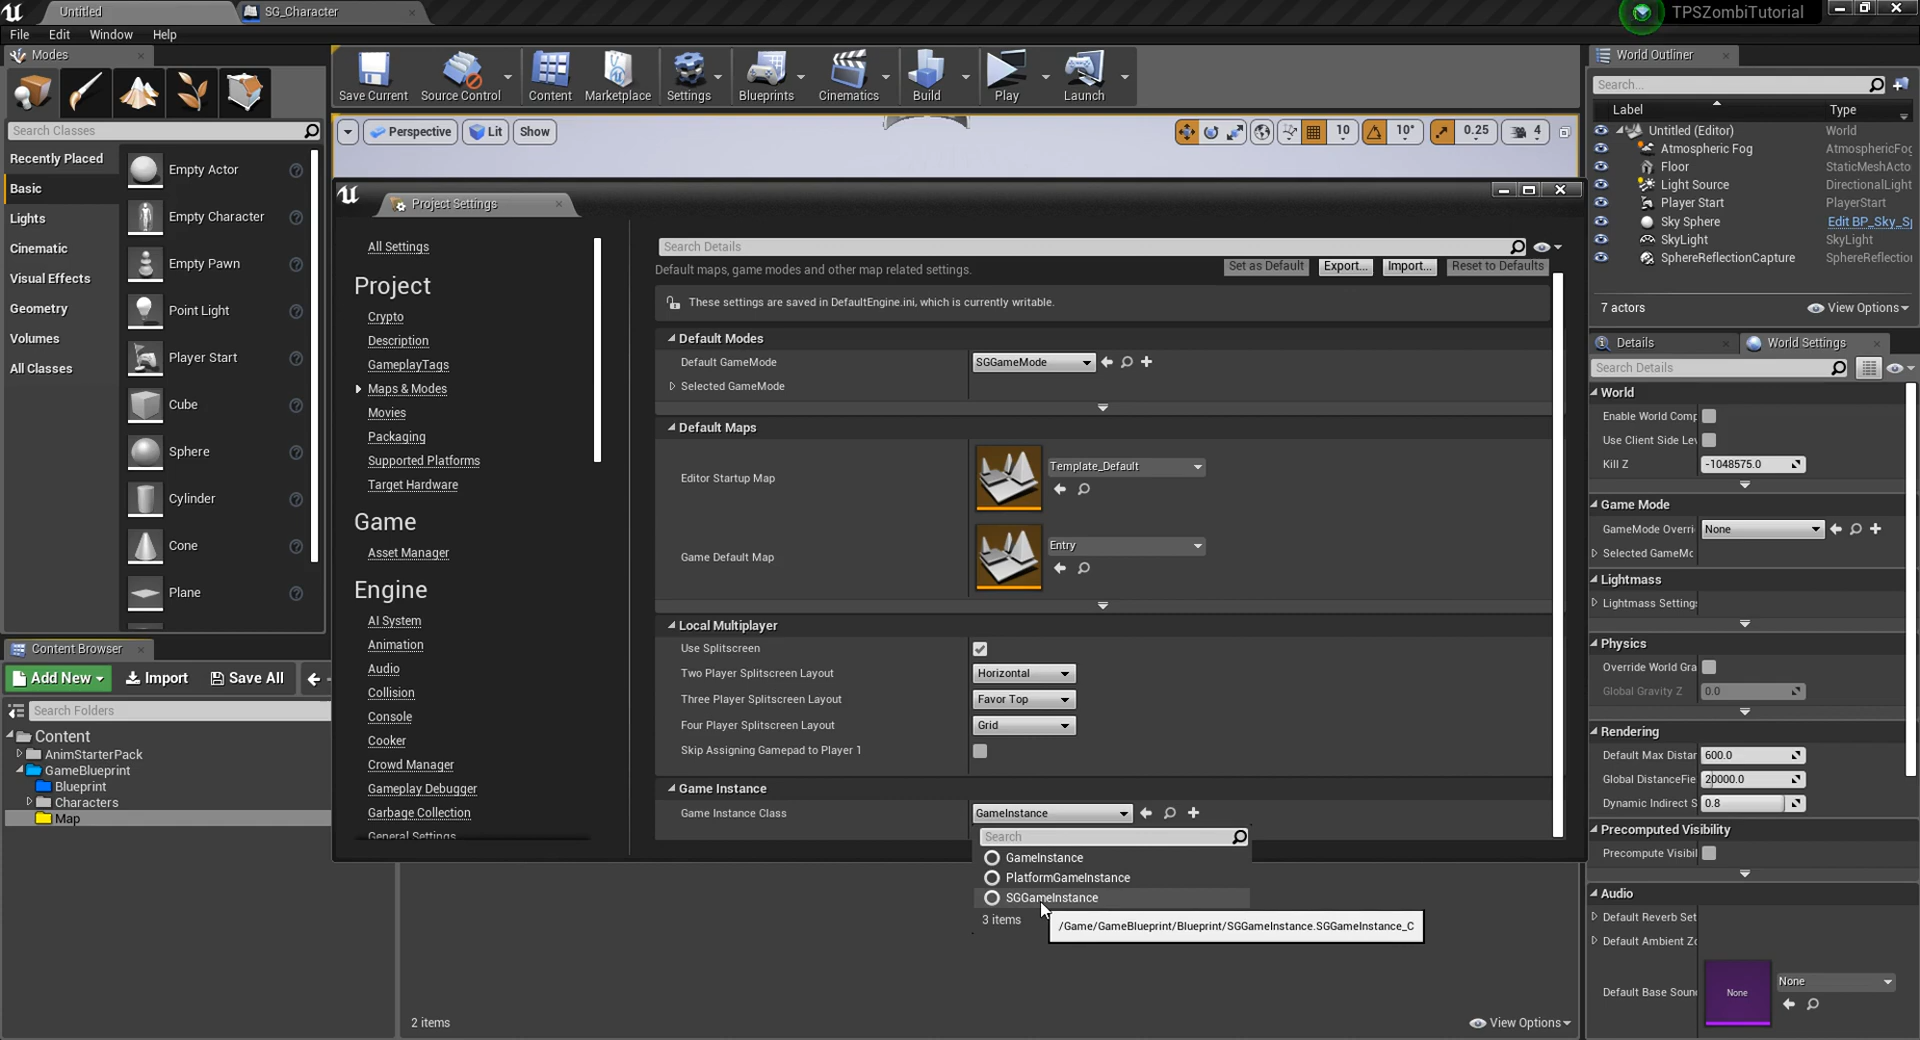 Untitled
SG_Character
TPSZombiTutorial
File Edit Window Help
Modes
Search Classes
Recently Placed
Basic
Lights
Cinematic
Visual Effects
Geometry
Volumes
All Classes
Empty Actor
Empty Character
Empty Pawn
Point Light
Player Start
Cube
Sphere
Cylinder
Cone
Plane
Save Current
Source Control
Content
Marketplace
Settings
Blueprints
Cinematics
Build
Play
Launch
Perspective
Lit
Show
10
10°
0.25
4
Project Settings
All Settings
Project
Crypto
Description
GameplayTags
Maps & Modes
Movies
Packaging
Supported Platforms
Target Hardware
Game
Asset Manager
Engine
AI System
Animation
Audio
Collision
Console
Cooker
Crowd Manager
Gameplay Debugger
Garbage Collection
General Settings
Search Details
Default maps, game modes and other map related settings.
Set as Default
Export...
Import...
Reset to Defaults
These settings are saved in DefaultEngine.ini, which is currently writable.
Default Modes
Default GameMode
SGGameMode
Selected GameMode
Default Maps
Editor Startup Map
Template_Default
Game Default Map
Entry
Local Multiplayer
Use Splitscreen
Two Player Splitscreen Layout
Horizontal
Three Player Splitscreen Layout
Favor Top
Four Player Splitscreen Layout
Grid
Skip Assigning Gamepad to Player 1
Game Instance
Game Instance Class
GameInstance
Search
GameInstance
PlatformGameInstance
SGGameInstance
3 items
/Game/GameBlueprint/Blueprint/SGGameInstance.SGGameInstance_C
Content Browser
Add New
Import
Save All
Search Folders
Content
AnimStarterPack
GameBlueprint
Blueprint
Characters
Map
2 items
View Options
World Outliner
Search...
Label
Type
Untitled (Editor)
World
Atmospheric Fog
AtmosphericFog
Floor
StaticMeshActo
Light Source
DirectionalLight
Player Start
PlayerStart
Sky Sphere
Edit BP_Sky_Sp
SkyLight
SkyLight
SphereReflectionCapture
SphereReflection
7 actors
View Options
Details
World Settings
Search Details
World
Enable World Comp
Use Client Side Lev
Kill Z
-1048575.0
Game Mode
GameMode Overri
None
Selected GameMo
Lightmass
Lightmass Settings
Physics
Override World Gra
Global Gravity Z
0.0
Rendering
Default Max Distan
600.0
Global DistanceFie
20000.0
Dynamic Indirect S
0.8
Precomputed Visibility
Precompute Visibil
Audio
Default Reverb Set
Default Ambient Zo
Default Base Soun
None
None